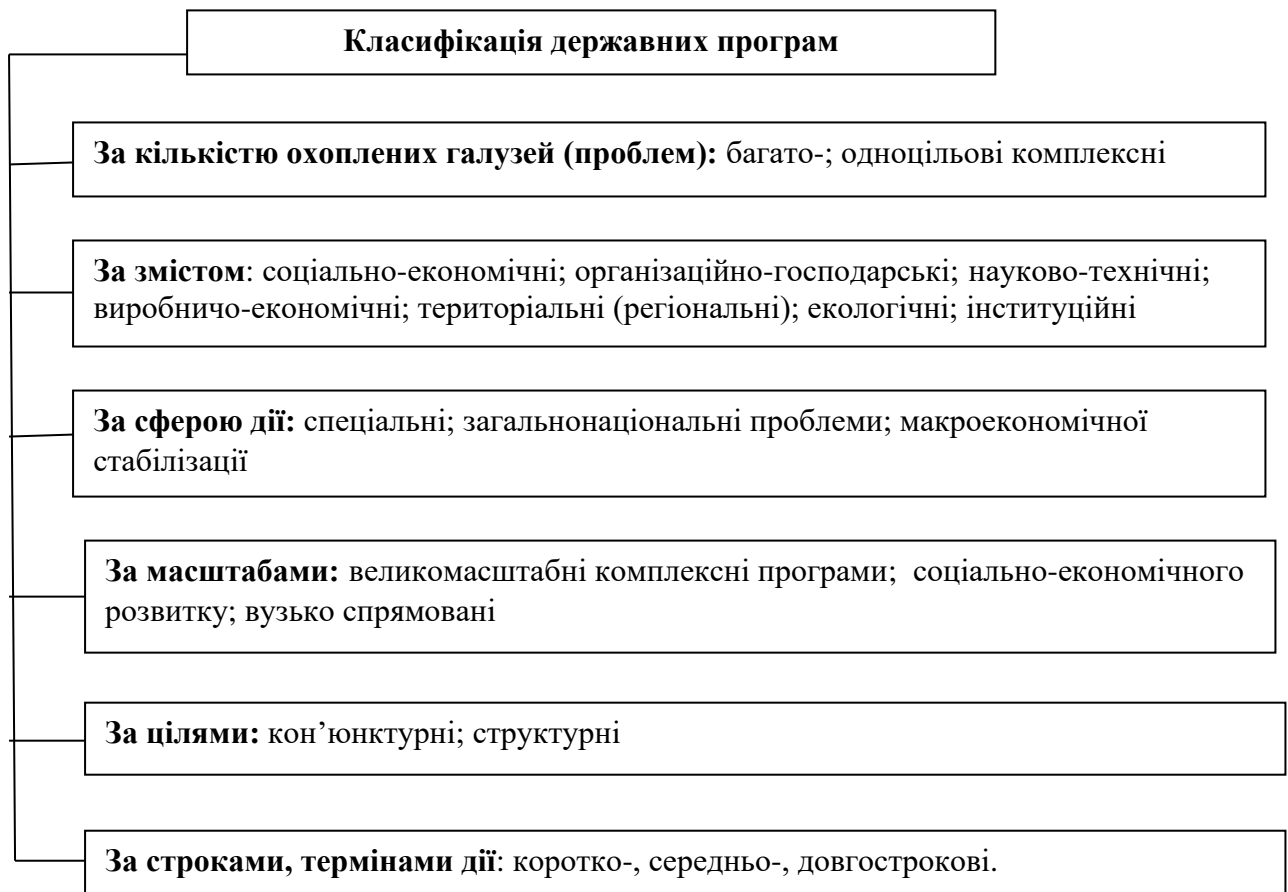 Класифікація державних програм
За кількістю охоплених галузей (проблем): багато-; одноцільові комплексні
За змістом: соціально-економічні; організаційно-господарські; науково-технічні;
виробничо-економічні; територіальні (регіональні); екологічні; інституційні
За сферою дії: спеціальні; загальнонаціональні проблеми; макроекономічної
стабілізації
За масштабами: великомасштабні комплексні програми; соціально-економічного
розвитку; вузько спрямовані
За цілями: кон’юнктурні; структурні
За строками, термінами дії: коротко-, середньо-, довгострокові.